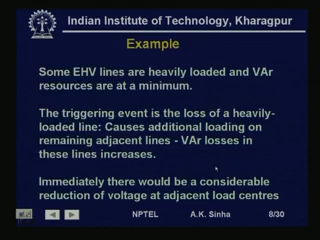 Indian Institute of Technology, Kharagpur
Example
Some EHV lines are heavily loaded and VAr
resources are at a minimum.
The triggering event is the loss of a heavily-
loaded line: Causes additional loading on
remaining adjacent lines - VAr losses in
these lines increases.
Immediately there would be a considerable
reduction of voltage at adjacent load centres
NPTEL A.K. Sinha 8/30